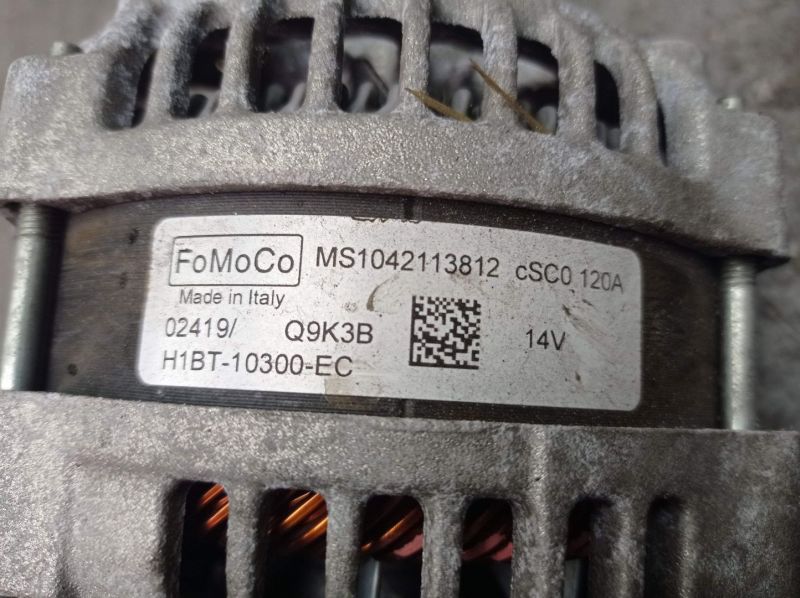 FoMoCo MS1042113812 cSC0 120A
Made in Italy
02419/ Q9K3B 14V
H1BT-10300-EC